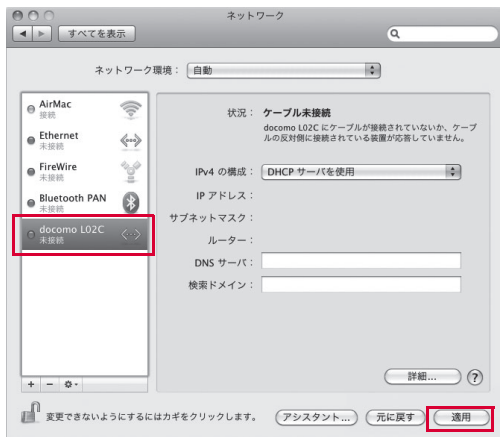 ネットワーク
すべてを表示
ネットワーク環境： 自動
AirMac
接続
Ethernet
未接続
FireWire
未接続
Bluetooth PAN
未接続
docomo L02C
未接続
状況： ケーブル未接続
docomo L02C にケーブルが接続されていないか、ケーブ
ルの反対側に接続されている装置が応答していません。
IPv4 の構成： DHCP サーバを使用
IP アドレス：
サブネットマスク：
ルーター：
DNS サーバ：
検索ドメイン：
詳細... ?
+ −
変更できないようにするにはカギをクリックします。 アシスタント... 元に戻す 適用